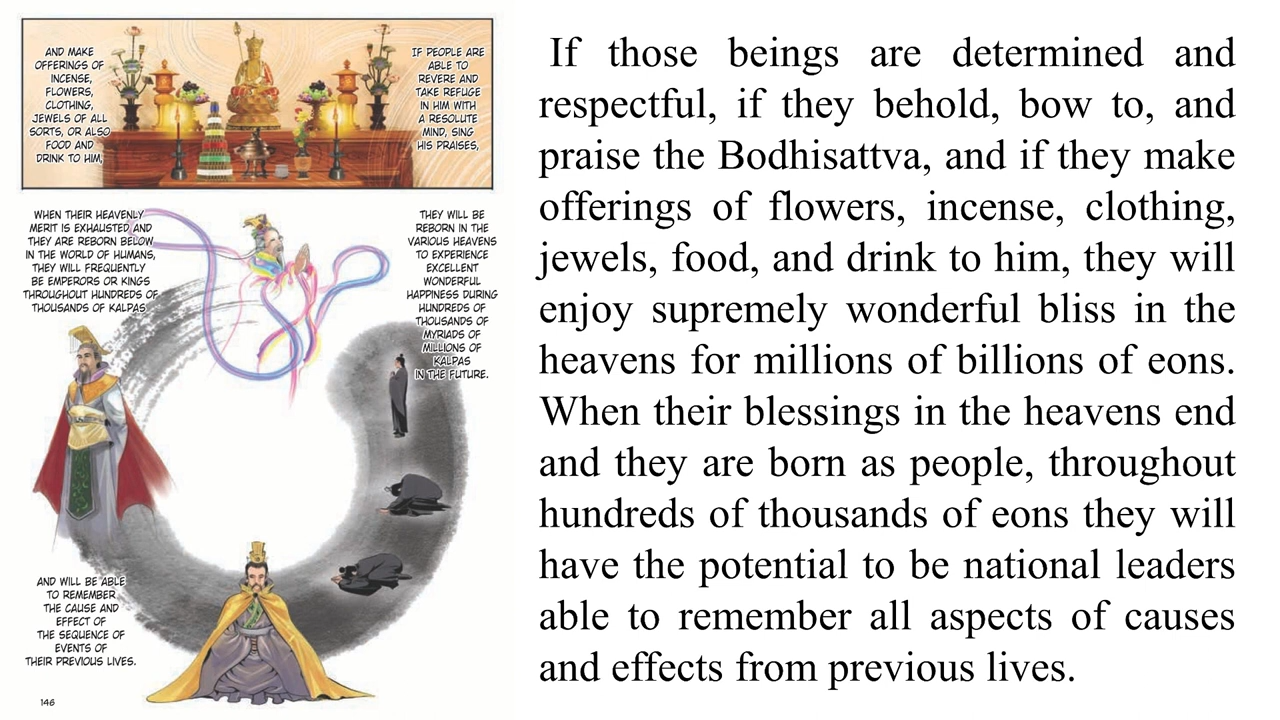 IF PEOPLE ARE
ABLE TO
REVERE AND
TAKE REFUGE
IN HIM WITH
A RESOLUTE
MIND, SING
HIS PRAISES,
AND MAKE
OFFERINGS OF
INCENSE,
FLOWERS,
CLOTHING,
JEWELS OF ALL
SORTS, OR ALSO
FOOD AND
DRINK TO HIM,
THEY WILL BE
REBORN IN THE
VARIOUS HEAVENS
TO EXPERIENCE
EXCELLENT
WONDERFUL
HAPPINESS DURING
HUNDREDS OF
THOUSANDS OF
MYRIADS OF
MILLIONS OF
KALPAS
IN THE FUTURE.
WHEN THEIR HEAVENLY
MERIT IS EXHAUSTED AND
THEY ARE REBORN BELOW
IN THE WORLD OF HUMANS,
THEY WILL FREQUENTLY
BE EMPERORS OR KINGS
THROUGHOUT HUNDREDS OF
THOUSANDS OF KALPAS
AND WILL BE ABLE
TO REMEMBER
THE CAUSE AND
EFFECT OF
THE SEQUENCE OF
EVENTS OF
THEIR PREVIOUS LIVES.
146
If those beings are determined and
respectful, if they behold, bow to, and
praise the Bodhisattva, and if they make
offerings of flowers, incense, clothing,
jewels, food, and drink to him, they will
enjoy supremely wonderful bliss in the
heavens for millions of billions of eons.
When their blessings in the heavens end
and they are born as people, throughout
hundreds of thousands of eons they will
have the potential to be national leaders
able to remember all aspects of causes
and effects from previous lives.